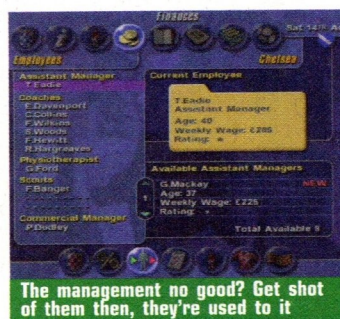 Finances
Sat 14th A
Employees
Chelsea
Assistant Manager
T.Eadie
Coaches
E.Davenport
C.Collins
F.Wilkins
S.Woods
F.Hewitt
R.Hargreaves
Physiotherapist
G.Ford
Scouts
F.Banger
Commercial Manager
P.Dudley
Current Employee
T.Eadie
Assistant Manager
Age: 40
Weekly Wage: £285
Rating:
Available Assistant Managers
1
G.Mackay NEW
Age: 37
Weekly Wage: £225
Rating:
Total Available 9
The management no good? Get shot
of them then, they're used to it